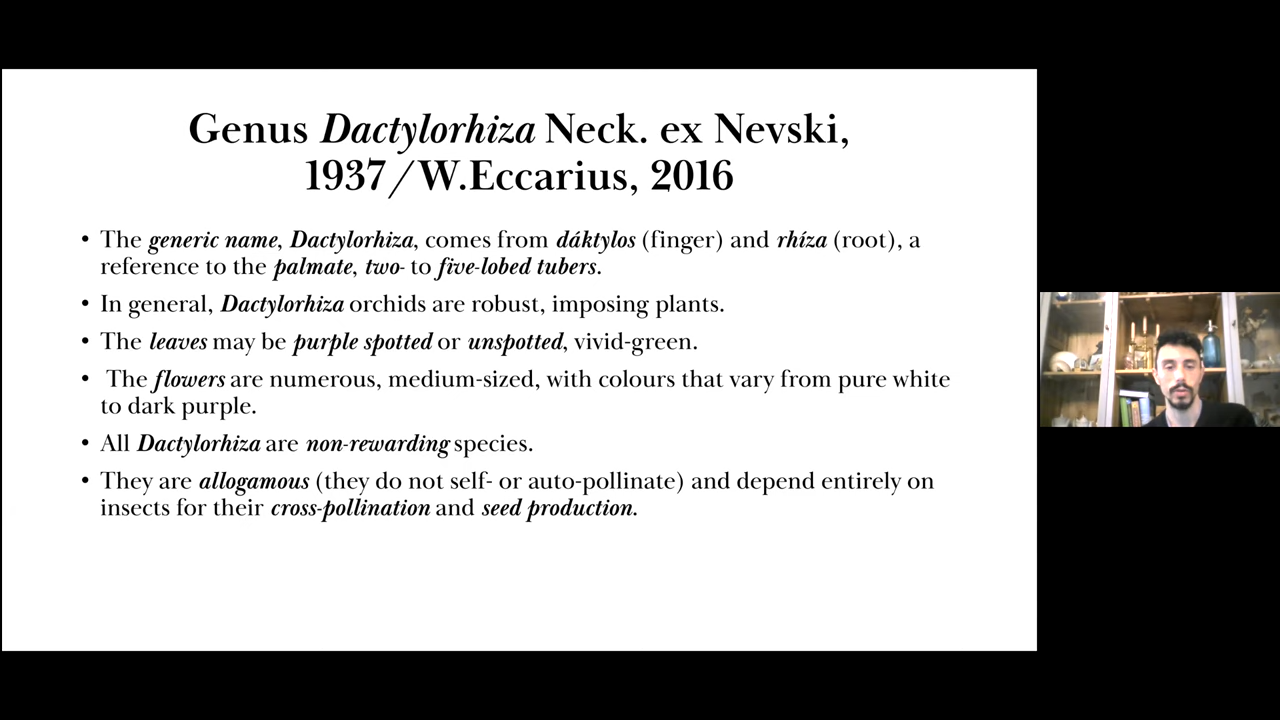 Genus Dactylorhiza Neck. ex Nevski,
1937/W.Eccarius, 2016
• The generic name, Dactylorhiza, comes from dáktylos (finger) and rhíza (root), a
reference to the palmate, two- to five-lobed tubers.
• In general, Dactylorhiza orchids are robust, imposing plants.
• The leaves may be purple spotted or unspotted, vivid-green.
• The flowers are numerous, medium-sized, with colours that vary from pure white
to dark purple.
• All Dactylorhiza are non-rewarding species.
• They are allogamous (they do not self- or auto-pollinate) and depend entirely on
insects for their cross-pollination and seed production.